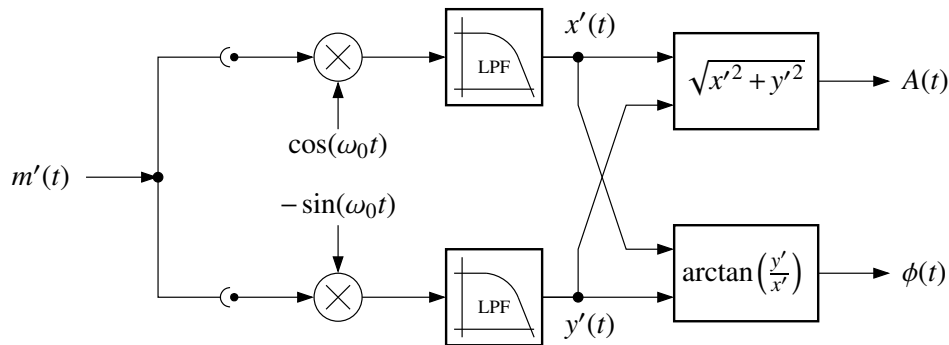 x′(t)
LPF
√(x′² + y′²)
A(t)
cos(ω₀t)
m′(t)
− sin(ω₀t)
LPF
arctan(y′/x′)
ϕ(t)
y′(t)